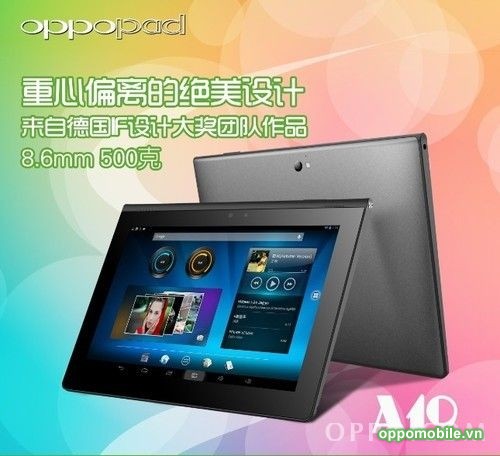 oppopad
重心偏离的绝美设计
来自德国IF设计大奖团队作品
8.6mm 500克
A10
oppomobile.vn